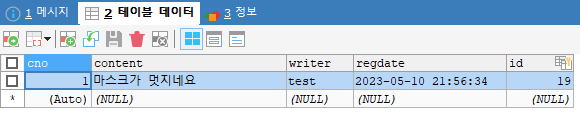 1 메시지 2 테이블 데이터 3 정보
cno content writer regdate id
1 마스크가 멋지네요 test 2023-05-10 21:56:34 19
* (Auto) (NULL) (NULL) (NULL) (NULL)